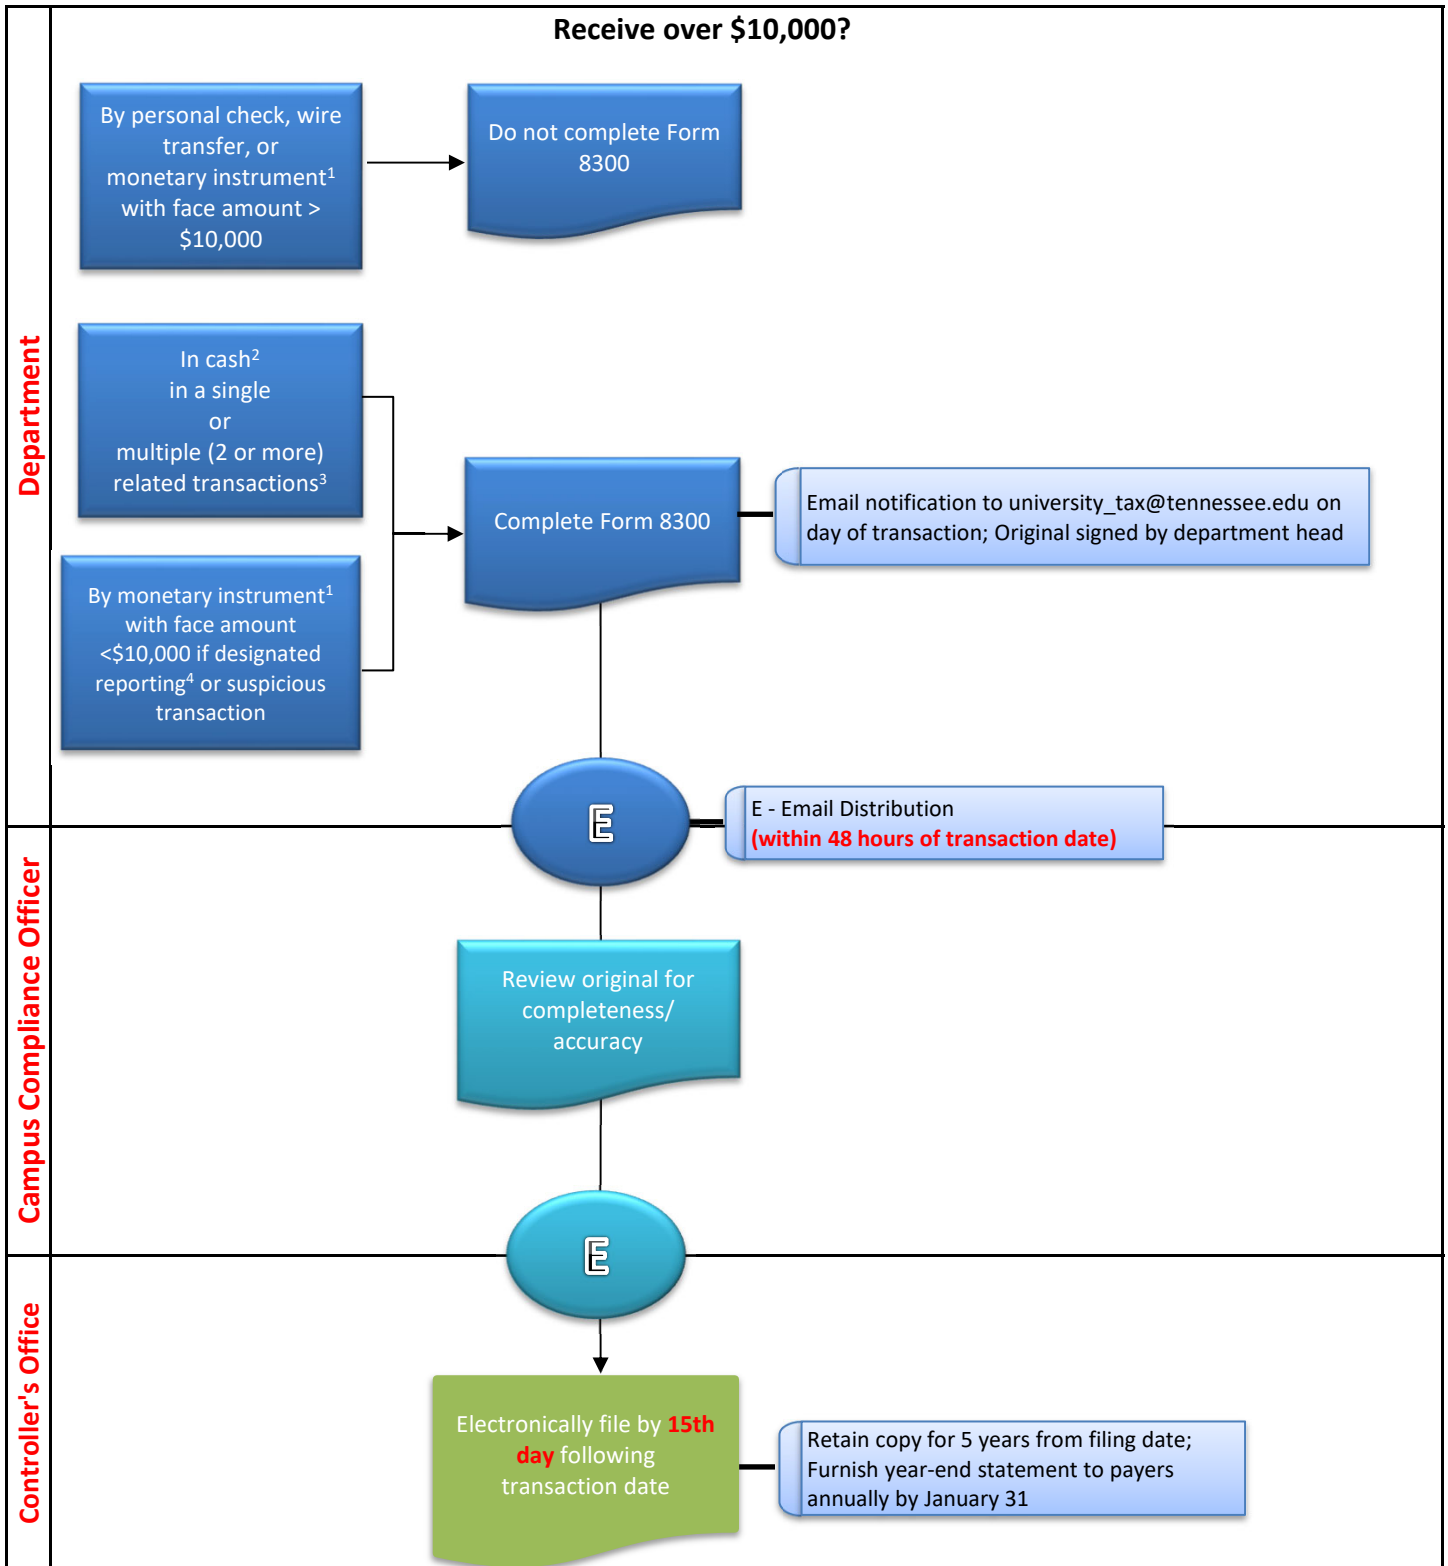 Receive over $10,000?
Department
By personal check, wire
transfer, or
monetary instrument¹
with face amount >
$10,000
Do not complete Form
8300
In cash²
in a single
or
multiple (2 or more)
related transactions³
By monetary instrument¹
with face amount
<$10,000 if designated
reporting⁴ or suspicious
transaction
Complete Form 8300
Email notification to university_tax@tennessee.edu on
day of transaction; Original signed by department head
E
E - Email Distribution
(within 48 hours of transaction date)
Campus Compliance Officer
Review original for
completeness/
accuracy
E
Controller's Office
Electronically file by 15th
day following
transaction date
Retain copy for 5 years from filing date;
Furnish year-end statement to payers
annually by January 31